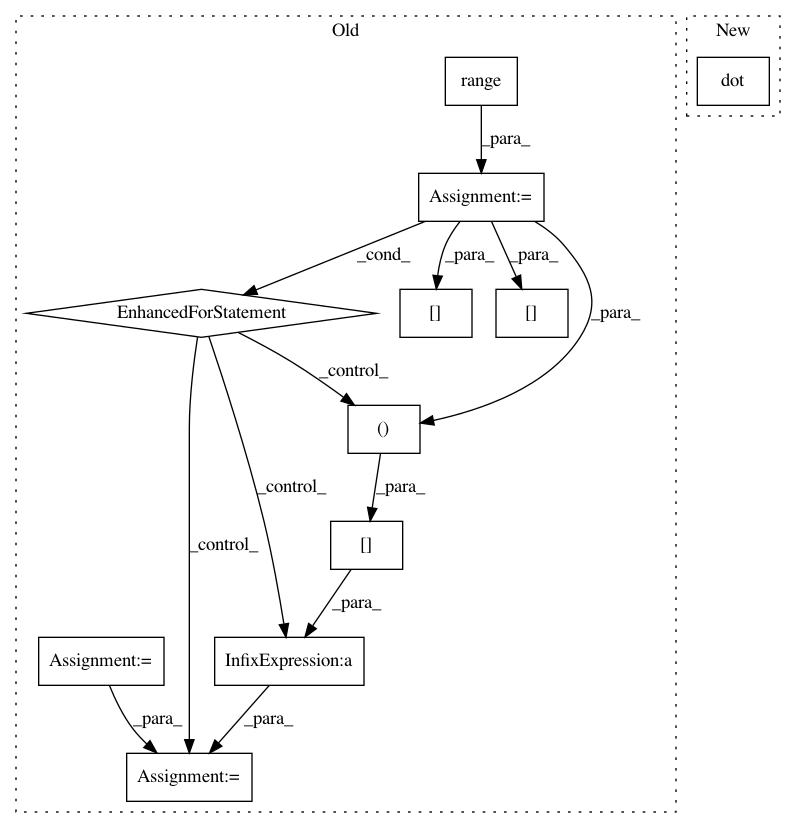 Old
New
range
dot
_para_
Assignment:=
_cond_
_para_
_para_
EnhancedForStatement
[]
[]
_para_
_control_
()
_control_
_para_
_control_
[]
_para_
Assignment:=
InfixExpression:a
_para_
_para_
Assignment:=